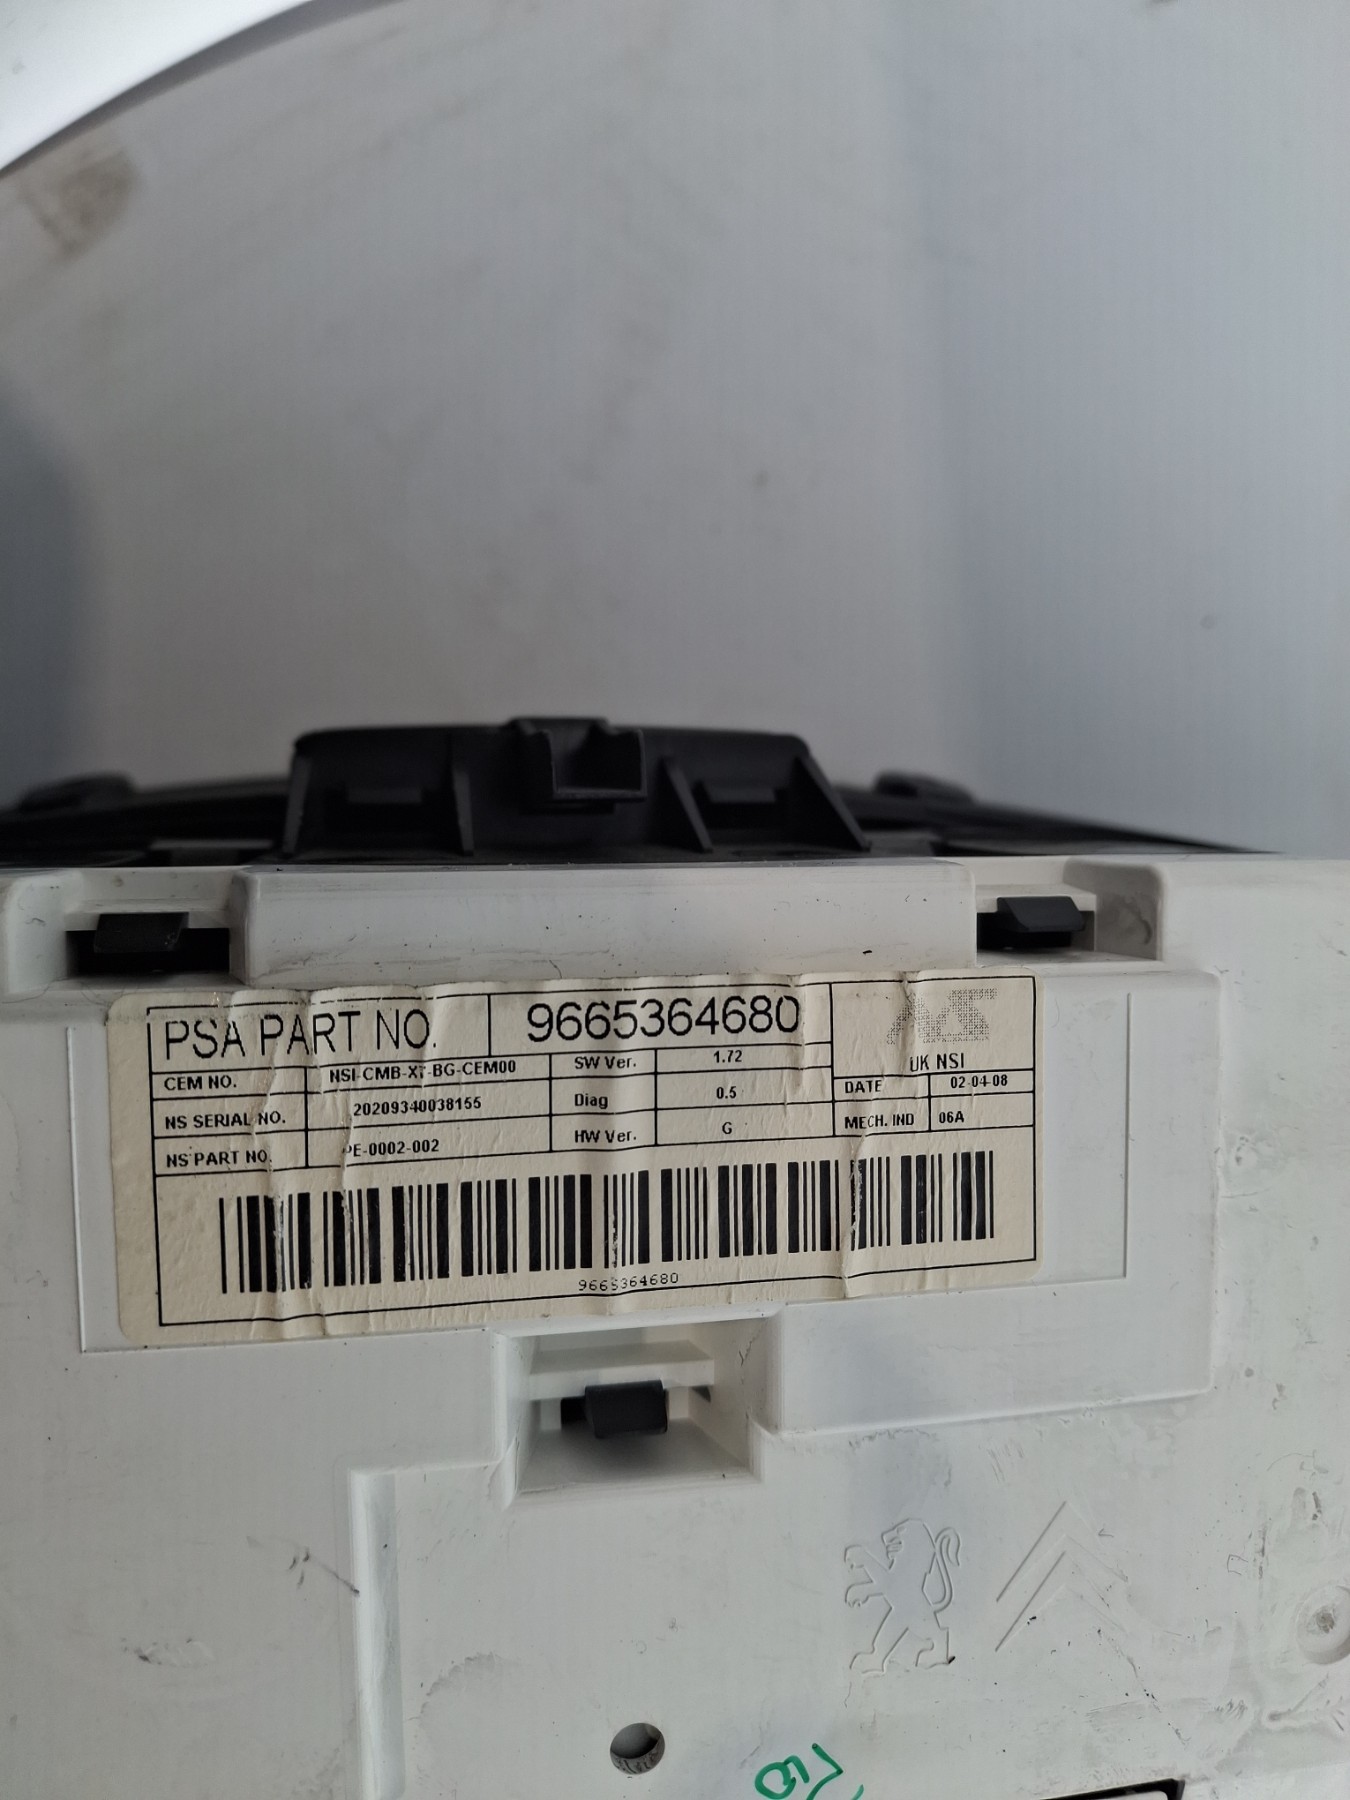 PSA PART NO. 9665364680
CEM NO. NSI-CMB-XT-BG-CEM00 SW Ver. 1.72 UK NSI
NS SERIAL NO. 20209340038155 Diag 0.5 DATE 02-04-08
NS PART NO. PE-0002-002 HW Ver. G MECH. IND 06A
9665364680